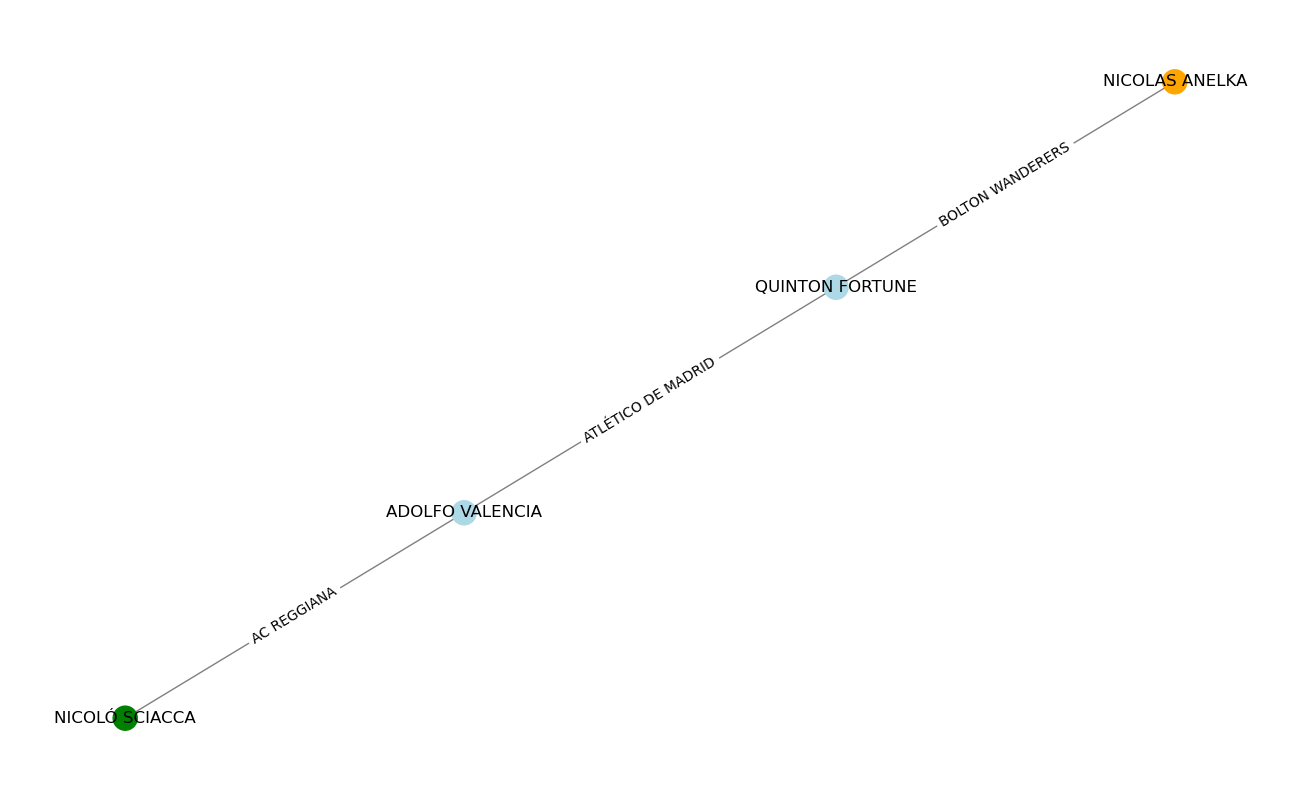 NICOLAS ANELKA
BOLTON WANDERERS
QUINTON FORTUNE
ATLÉTICO DE MADRID
ADOLFO VALENCIA
AC REGGIANA
NICOLÓ SCIACCA